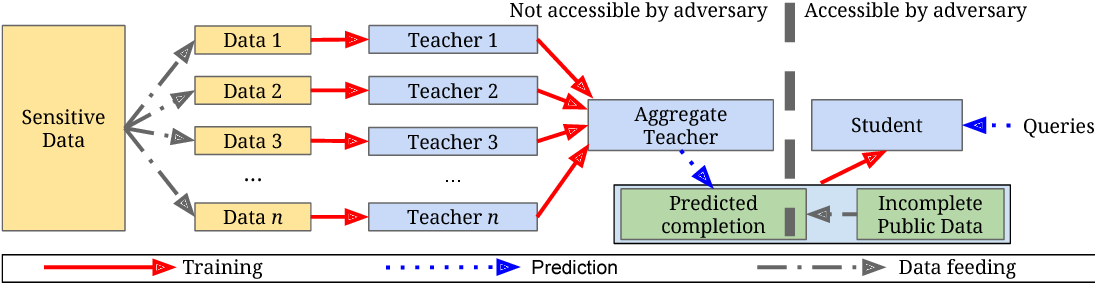 Not accessible by adversary
Accessible by adversary
Sensitive
Data
Data 1
Teacher 1
Data 2
Teacher 2
Data 3
Teacher 3
...
...
Data n
Teacher n
Aggregate
Teacher
Student
Queries
Predicted
completion
Incomplete
Public Data
Training
Prediction
Data feeding